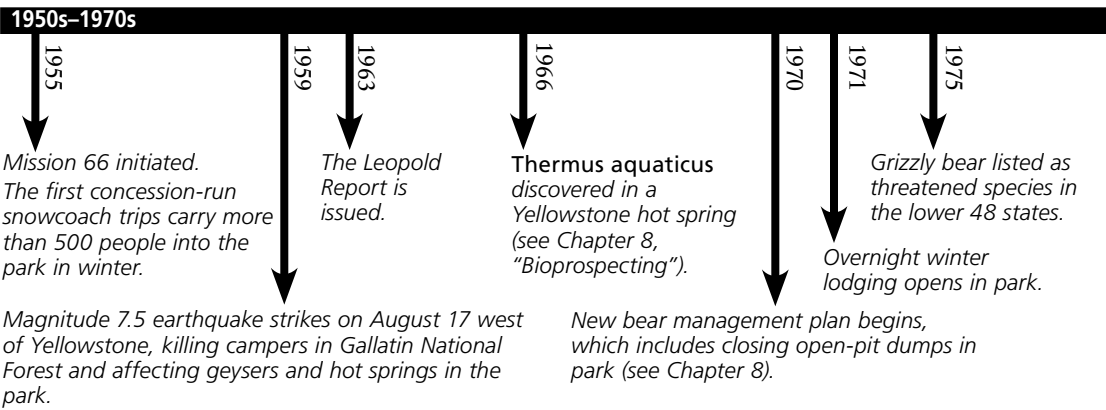 1950s–1970s
1955
1959
1963
1966
1970
1971
1975
Mission 66 initiated.
The first concession-run
snowcoach trips carry more
than 500 people into the
park in winter.
Magnitude 7.5 earthquake strikes on August 17 west
of Yellowstone, killing campers in Gallatin National
Forest and affecting geysers and hot springs in the
park.
The Leopold
Report is
issued.
Thermus aquaticus
discovered in a
Yellowstone hot spring
(see Chapter 8,
“Bioprospecting”).
New bear management plan begins,
which includes closing open-pit dumps in
park (see Chapter 8).
Overnight winter
lodging opens in park.
Grizzly bear listed as
threatened species in
the lower 48 states.